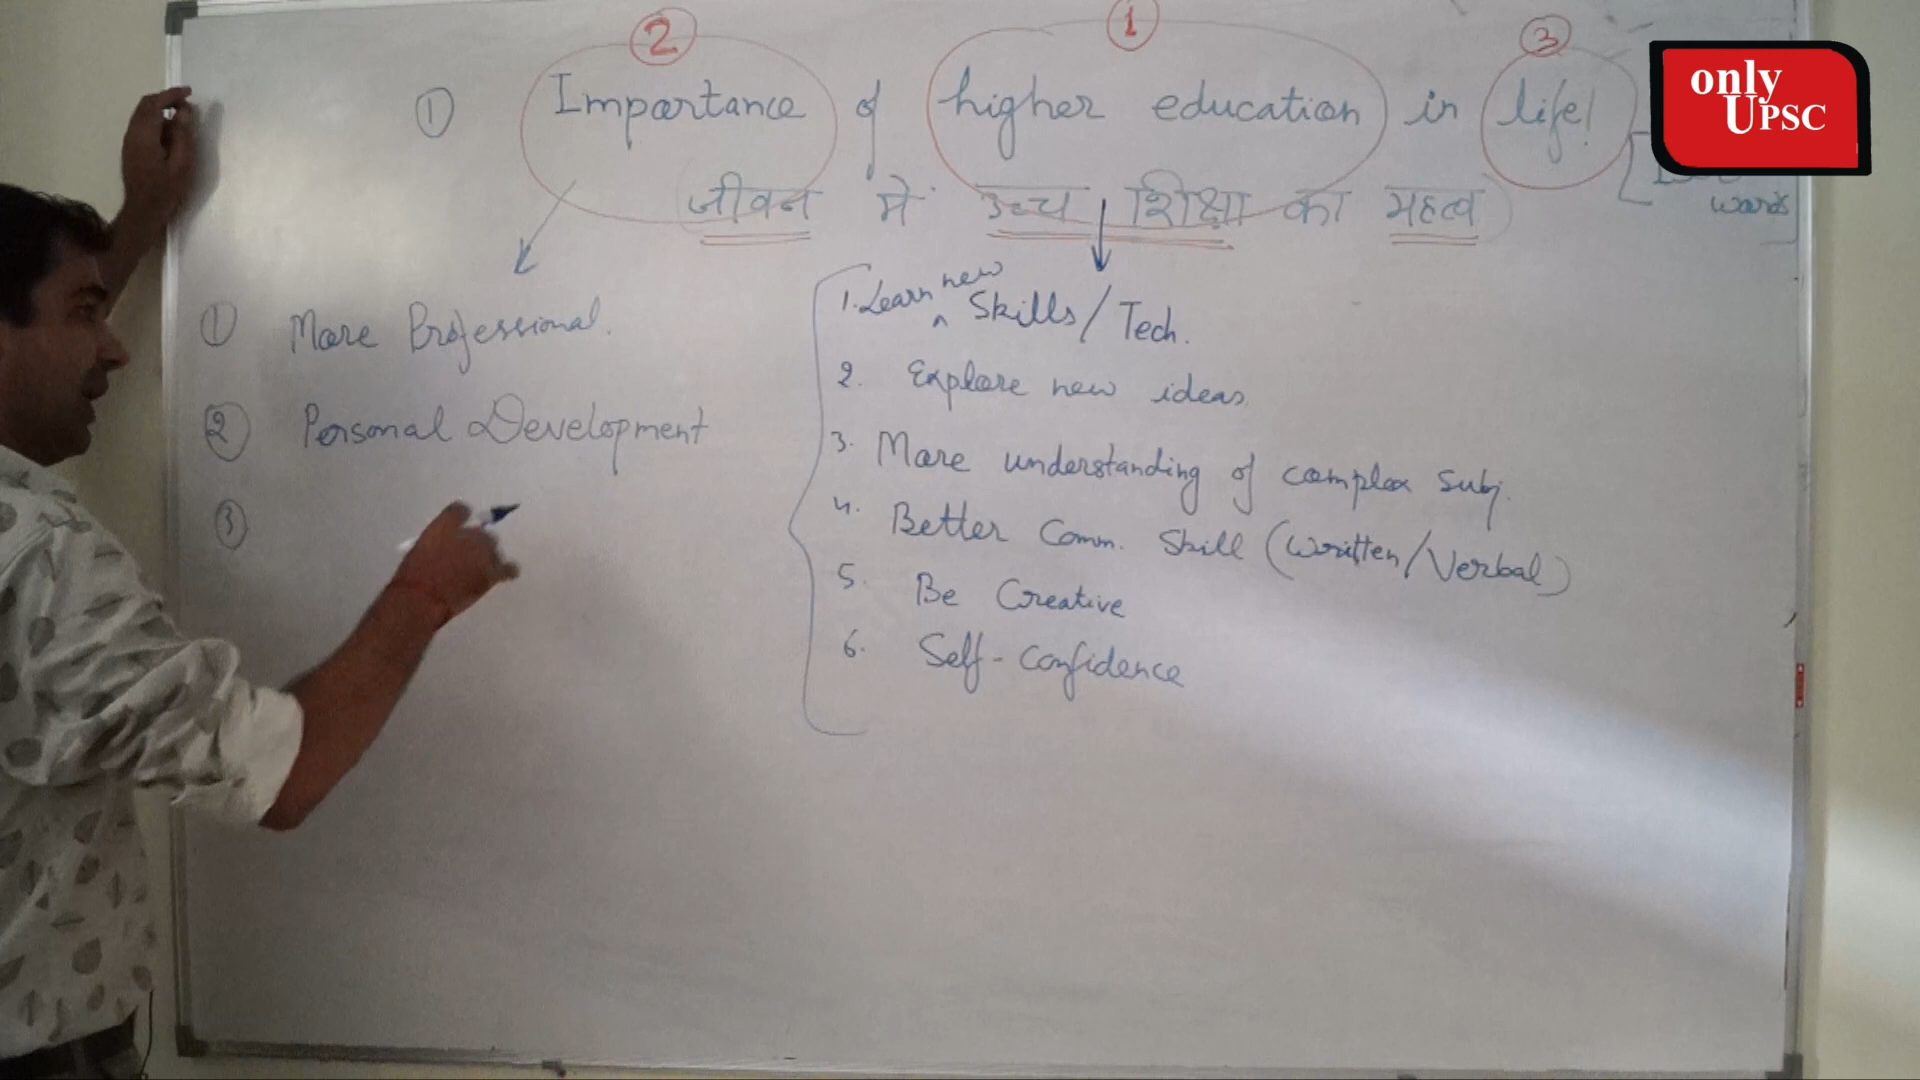 ② ① ③
① Importance of higher education in life!
जीवन में उच्च शिक्षा का महत्व
words
only
UPSC
① More Professional.
② Personal Development
③
1. Learn new Skills/Tech.
2. Explore new ideas.
3. More understanding of complex Subj.
4. Better Comm. Skill (Written/Verbal)
5. Be Creative
6. Self-Confidence